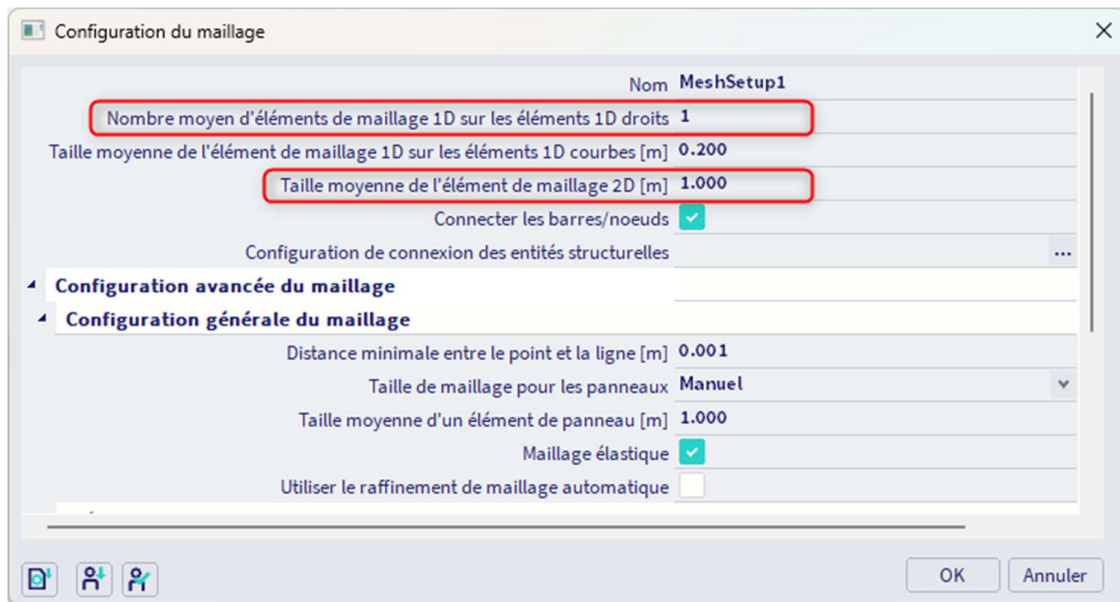 Configuration du maillage
Nom MeshSetup1
Nombre moyen d'éléments de maillage 1D sur les éléments 1D droits 1
Taille moyenne de l'élément de maillage 1D sur les éléments 1D courbes [m] 0.200
Taille moyenne de l'élément de maillage 2D [m] 1.000
Connecter les barres/noeuds
Configuration de connexion des entités structurelles ...
Configuration avancée du maillage
Configuration générale du maillage
Distance minimale entre le point et la ligne [m] 0.001
Taille de maillage pour les panneaux Manuel
Taille moyenne d'un élément de panneau [m] 1.000
Maillage élastique
Utiliser le raffinement de maillage automatique
OK Annuler